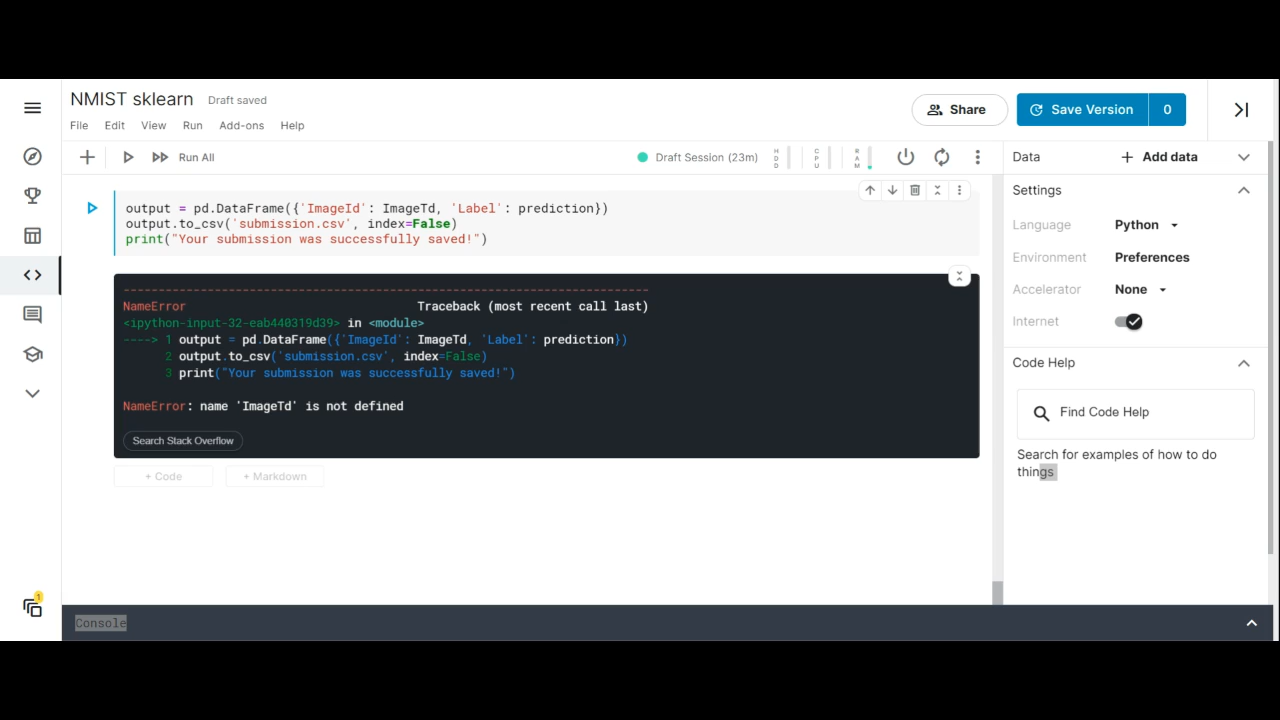 NMIST sklearn Draft saved
File Edit View Run Add-ons Help
Share
Save Version 0
Run All
Draft Session (23m)
HDD
CPU
RAM
output = pd.DataFrame({'ImageId': ImageTd, 'Label': prediction})
output.to_csv('submission.csv', index=False)
print("Your submission was successfully saved!")
---------------------------------------------------------------------------
NameError Traceback (most recent call last)
<ipython-input-32-eab440319d39> in <module>
----> 1 output = pd.DataFrame({'ImageId': ImageTd, 'Label': prediction})
2 output.to_csv('submission.csv', index=False)
3 print("Your submission was successfully saved!")
NameError: name 'ImageTd' is not defined
Search Stack Overflow
+ Code + Markdown
Data + Add data
Settings
Language Python
Environment Preferences
Accelerator None
Internet
Code Help
Find Code Help
Search for examples of how to do
things
1
Console